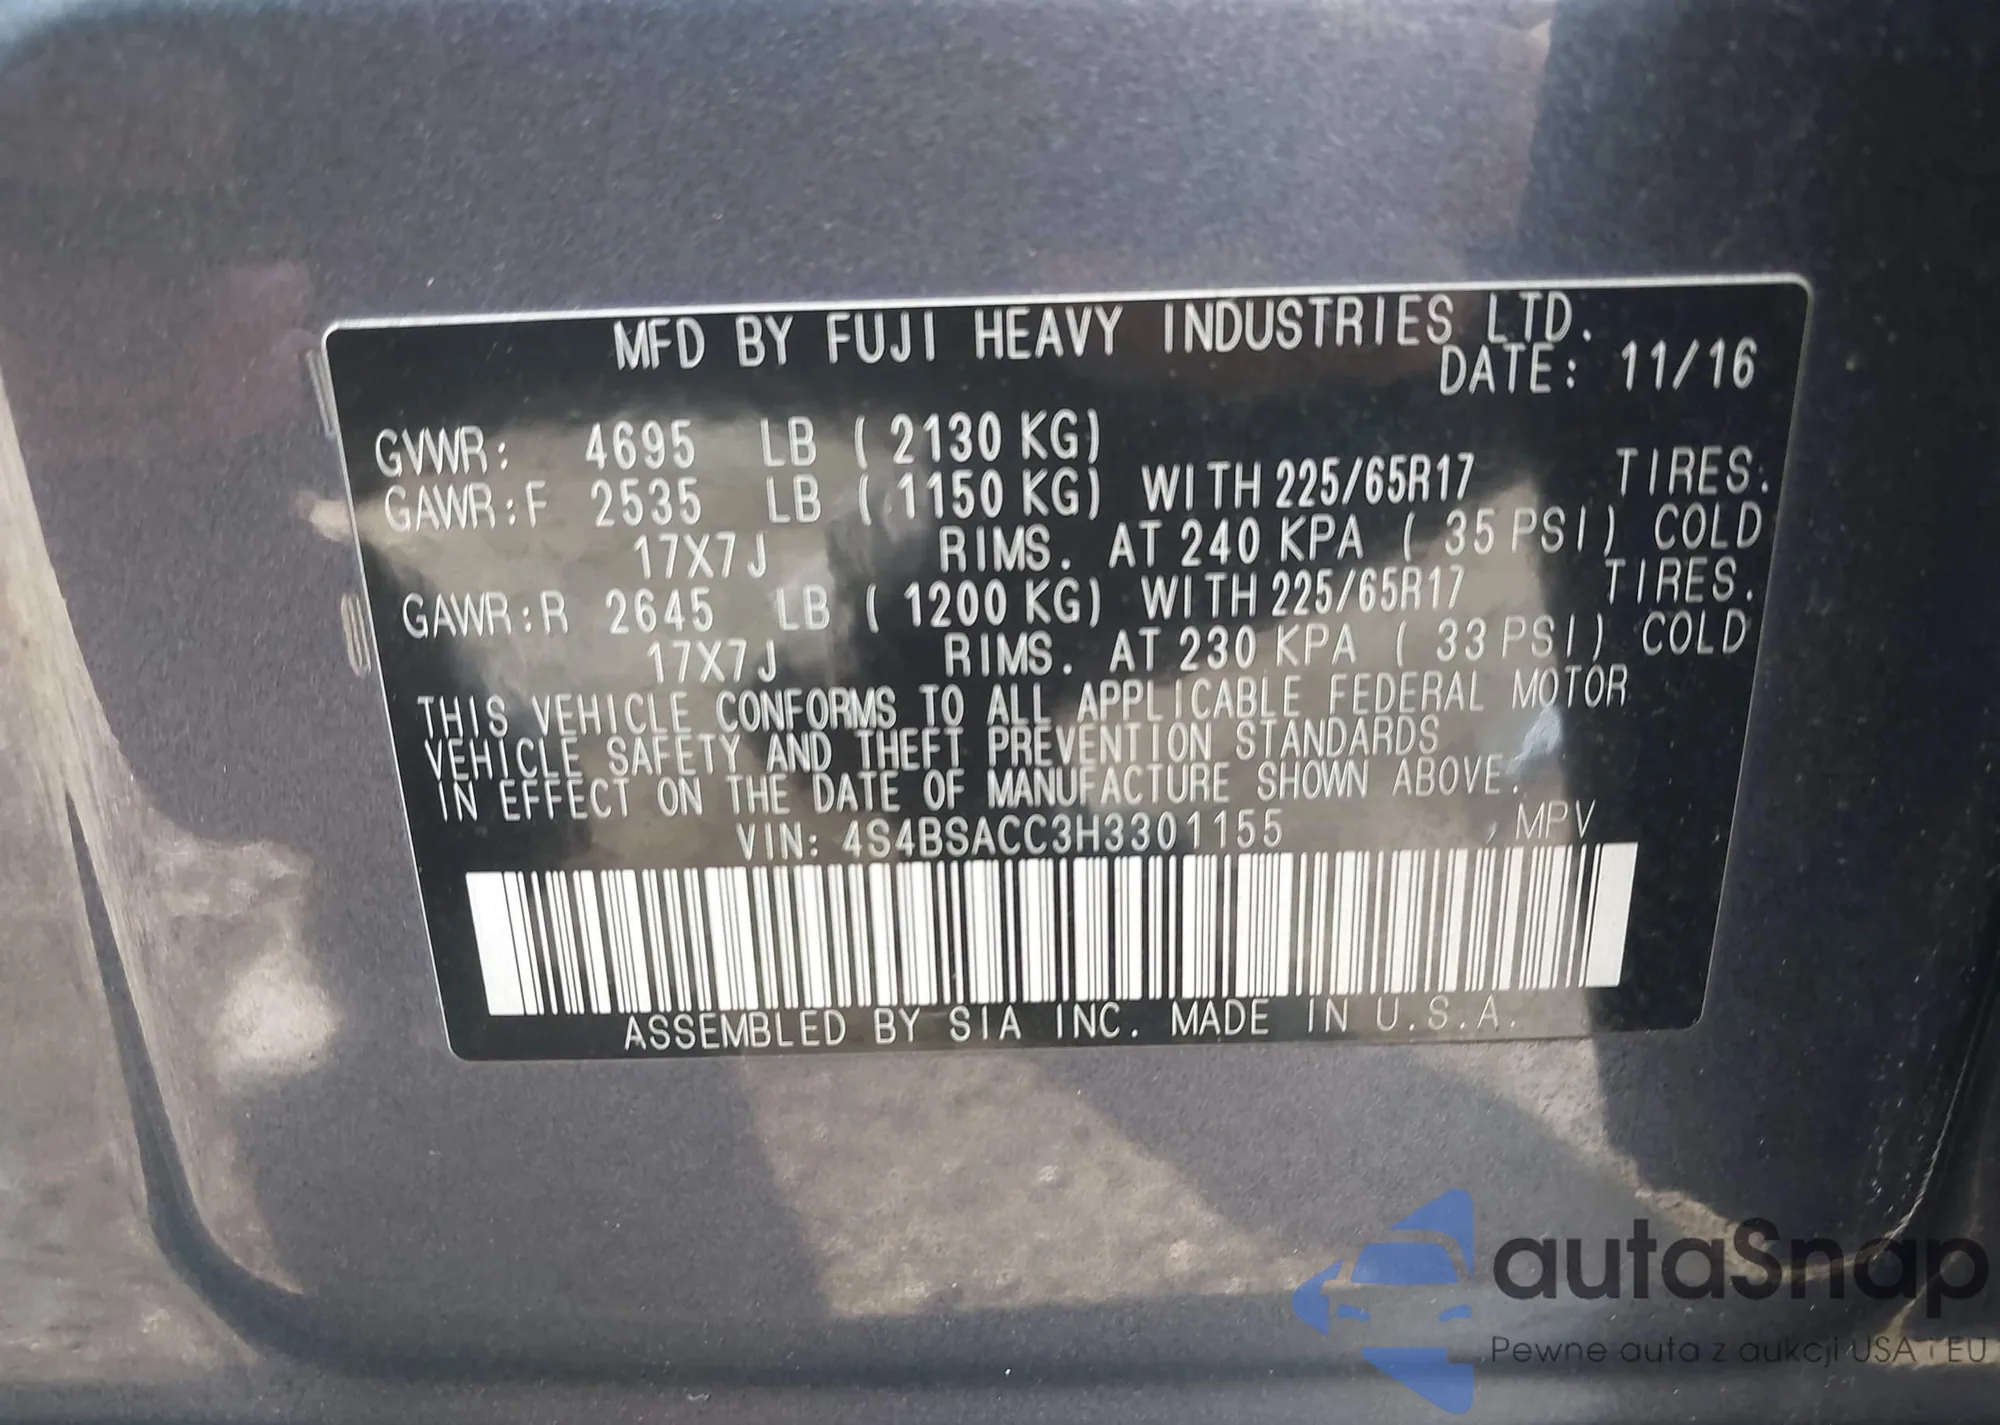 MFD BY FUJI HEAVY INDUSTRIES LTD.
DATE: 11/16
GVWR: 4695 LB ( 2130 KG)
GAWR:F 2535 LB ( 1150 KG) WITH 225/65R17 TIRES.
17X7J RIMS. AT 240 KPA ( 35 PSI) COLD
GAWR:R 2645 LB ( 1200 KG) WITH 225/65R17 TIRES.
17X7J RIMS. AT 230 KPA ( 33 PSI) COLD
THIS VEHICLE CONFORMS TO ALL APPLICABLE FEDERAL MOTOR
VEHICLE SAFETY AND THEFT PREVENTION STANDARDS
IN EFFECT ON THE DATE OF MANUFACTURE SHOWN ABOVE.
VIN: 4S4BSACC3H3301155 , MPV
ASSEMBLED BY SIA INC. MADE IN U.S.A.
autaSnap
Pewne auta z aukcji USA i EU